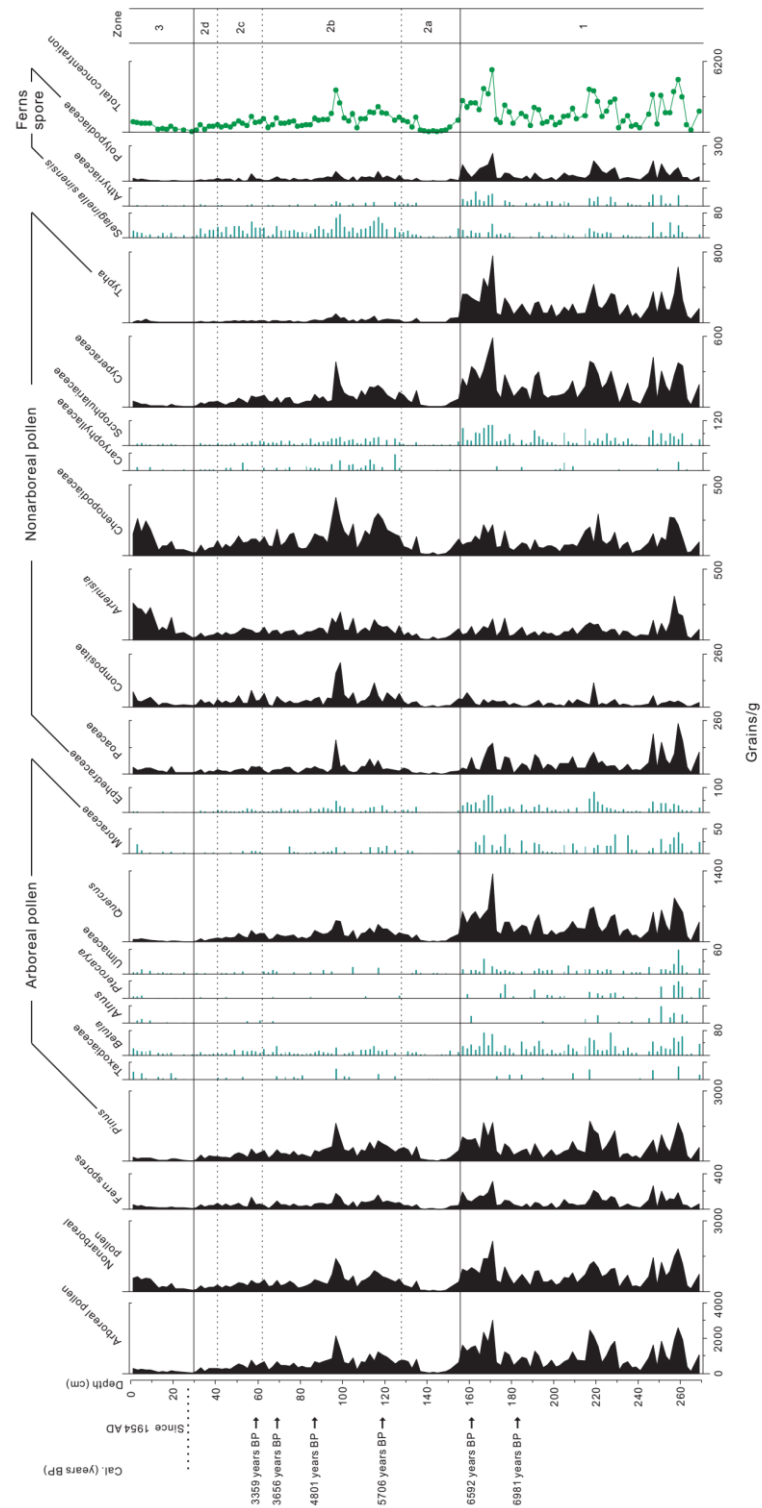 Cal. (years BP)
Since 1954 AD
3359 years BP
3656 years BP
4801 years BP
5706 years BP
6592 years BP
6981 years BP
Depth (cm)
0
20
40
60
80
100
120
140
160
180
200
220
240
260
Arboreal pollen
0
2000
4000
Nonarboreal
pollen
3000
Fern spores
400
Arboreal pollen
Pinus
3000
Taxodiaceae
Betula
80
Alnus
Pterocarya
Ulmaceae
60
Quercus
1400
Moraceae
50
Ephedraceae
100
Nonarboreal pollen
Poaceae
260
Compositae
260
Artemisia
500
Chenopodiaceae
500
Caryophyllaceae
Scrophulariaceae
120
Cyperaceae
600
Typha
800
Ferns
spore
Selaginella sinensis
80
Athyriaceae
Polypodiaceae
300
Total concentration
6200
Zone
3
2d
2c
2b
2a
1
Grains/g